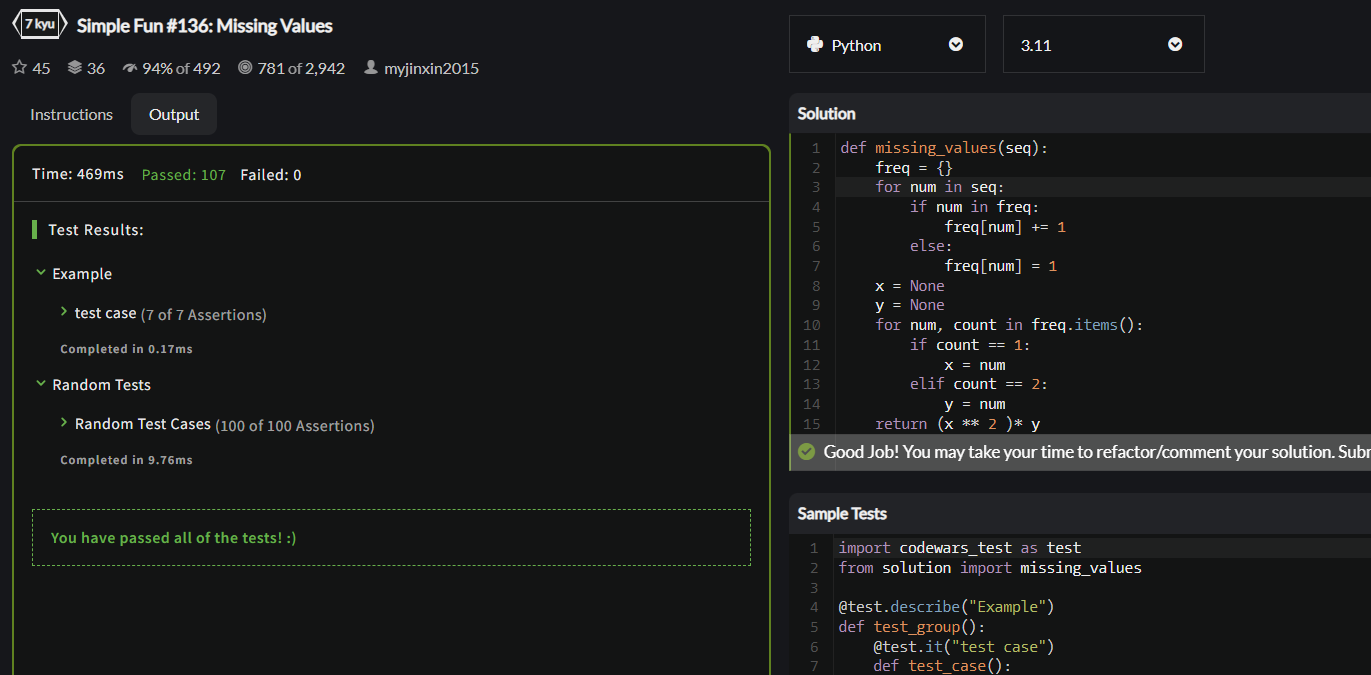 7 kyu Simple Fun #136: Missing Values
45 36 94% of 492 781 of 2,942 myjinxin2015
Instructions Output
Time: 469ms Passed: 107 Failed: 0
Test Results:
Example
test case (7 of 7 Assertions)
Completed in 0.17ms
Random Tests
Random Test Cases (100 of 100 Assertions)
Completed in 9.76ms
You have passed all of the tests! :)
Python 3.11
Solution
1 def missing_values(seq):
2     freq = {}
3     for num in seq:
4         if num in freq:
5             freq[num] += 1
6         else:
7             freq[num] = 1
8     x = None
9     y = None
10     for num, count in freq.items():
11         if count == 1:
12             x = num
13         elif count == 2:
14             y = num
15     return (x ** 2 )* y
Good Job! You may take your time to refactor/comment your solution. Subm
Sample Tests
1 import codewars_test as test
2 from solution import missing_values
3
4 @test.describe("Example")
5 def test_group():
6     @test.it("test case")
7     def test_case():